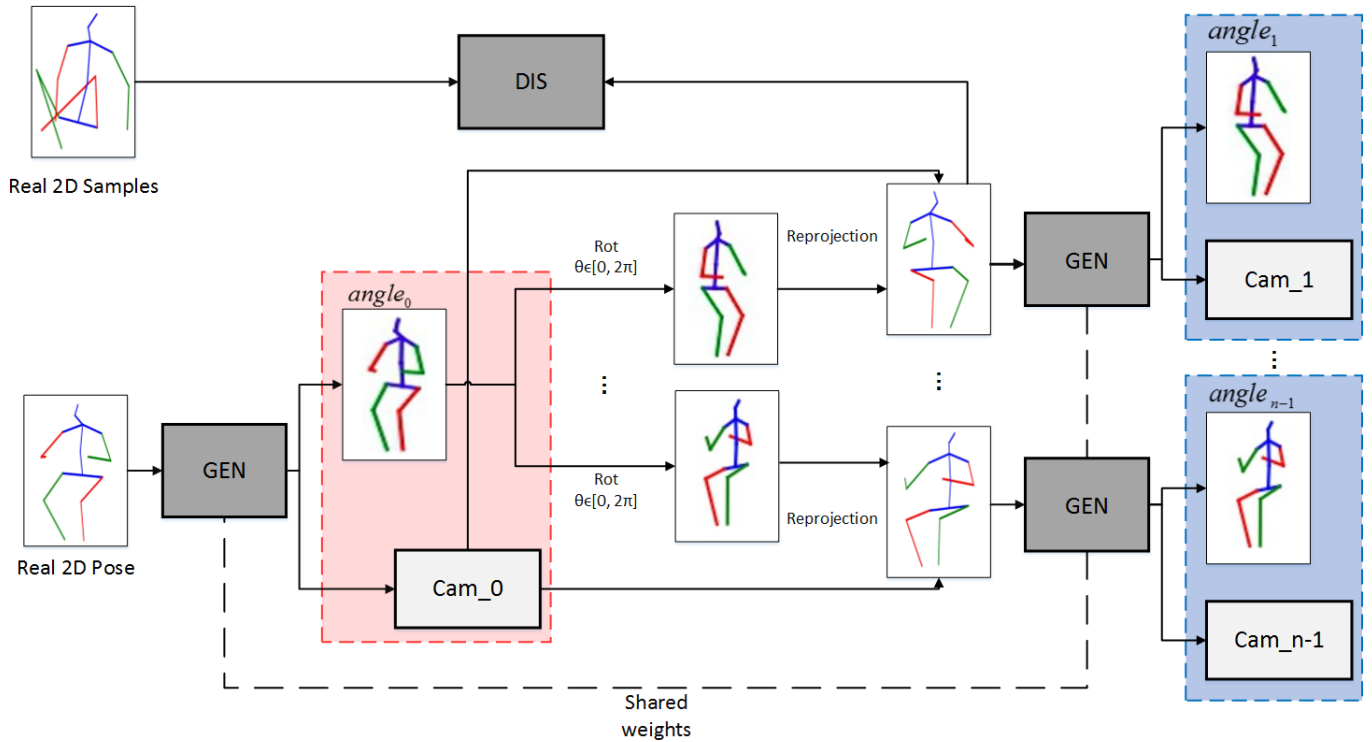 Real 2D Samples
DIS
angle₁
Cam_1
⋮
Rot
θϵ[0, 2π]
Reprojection
GEN
angle₀
⋮
⋮
Real 2D Pose
GEN
Cam_0
Rot
θϵ[0, 2π]
Reprojection
GEN
angleₙ₋₁
Cam_n-1
Shared
weights